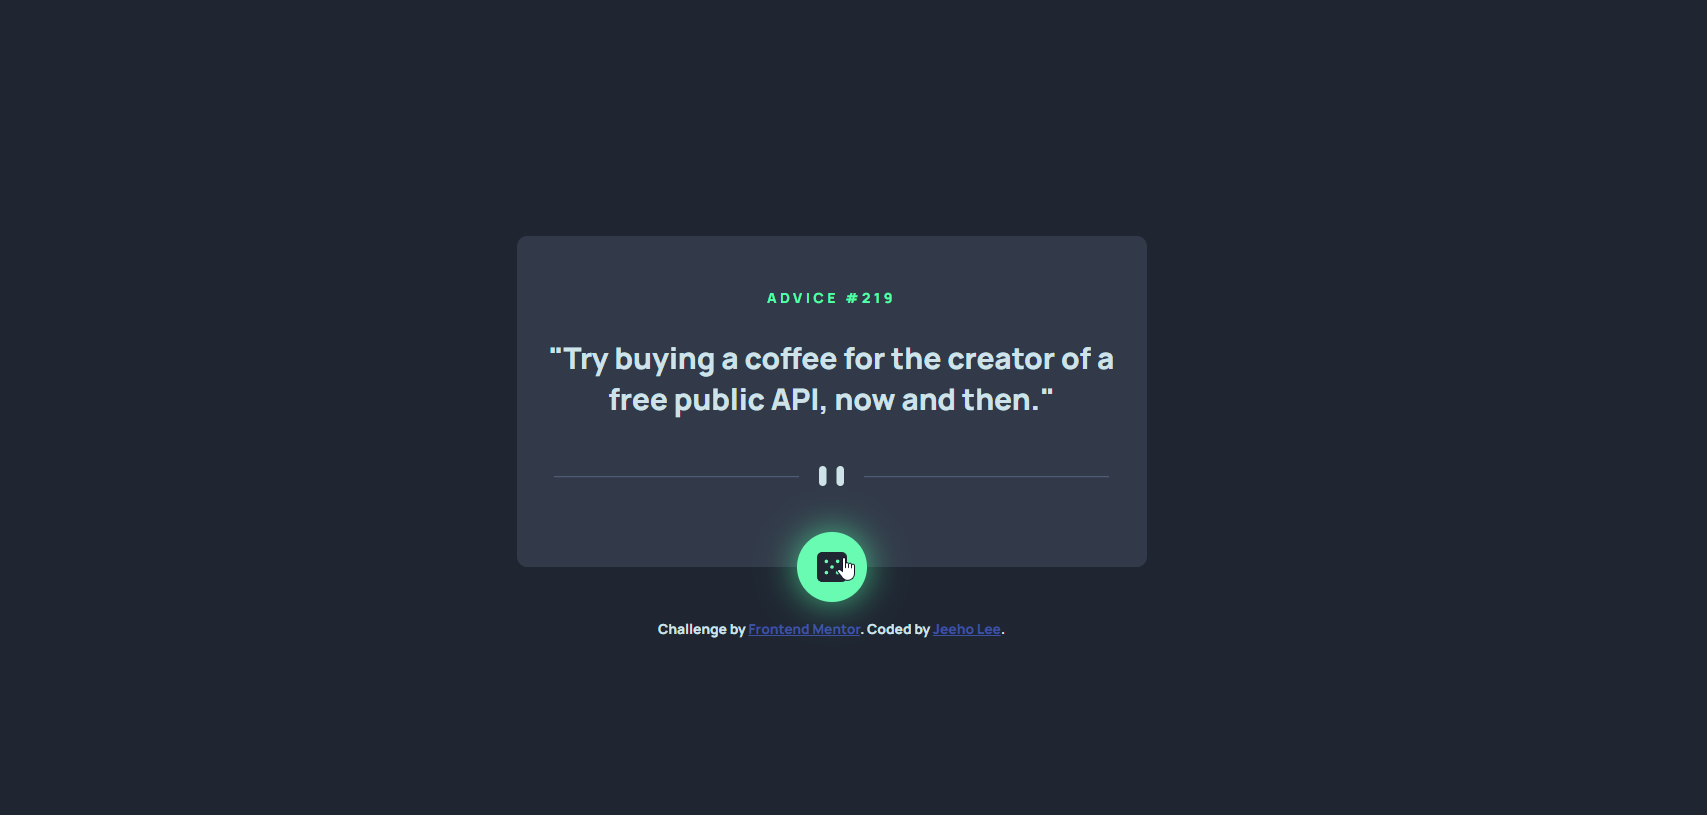 ADVICE #219
"Try buying a coffee for the creator of a
free public API, now and then."
Challenge by Frontend Mentor. Coded by Jeeho Lee.